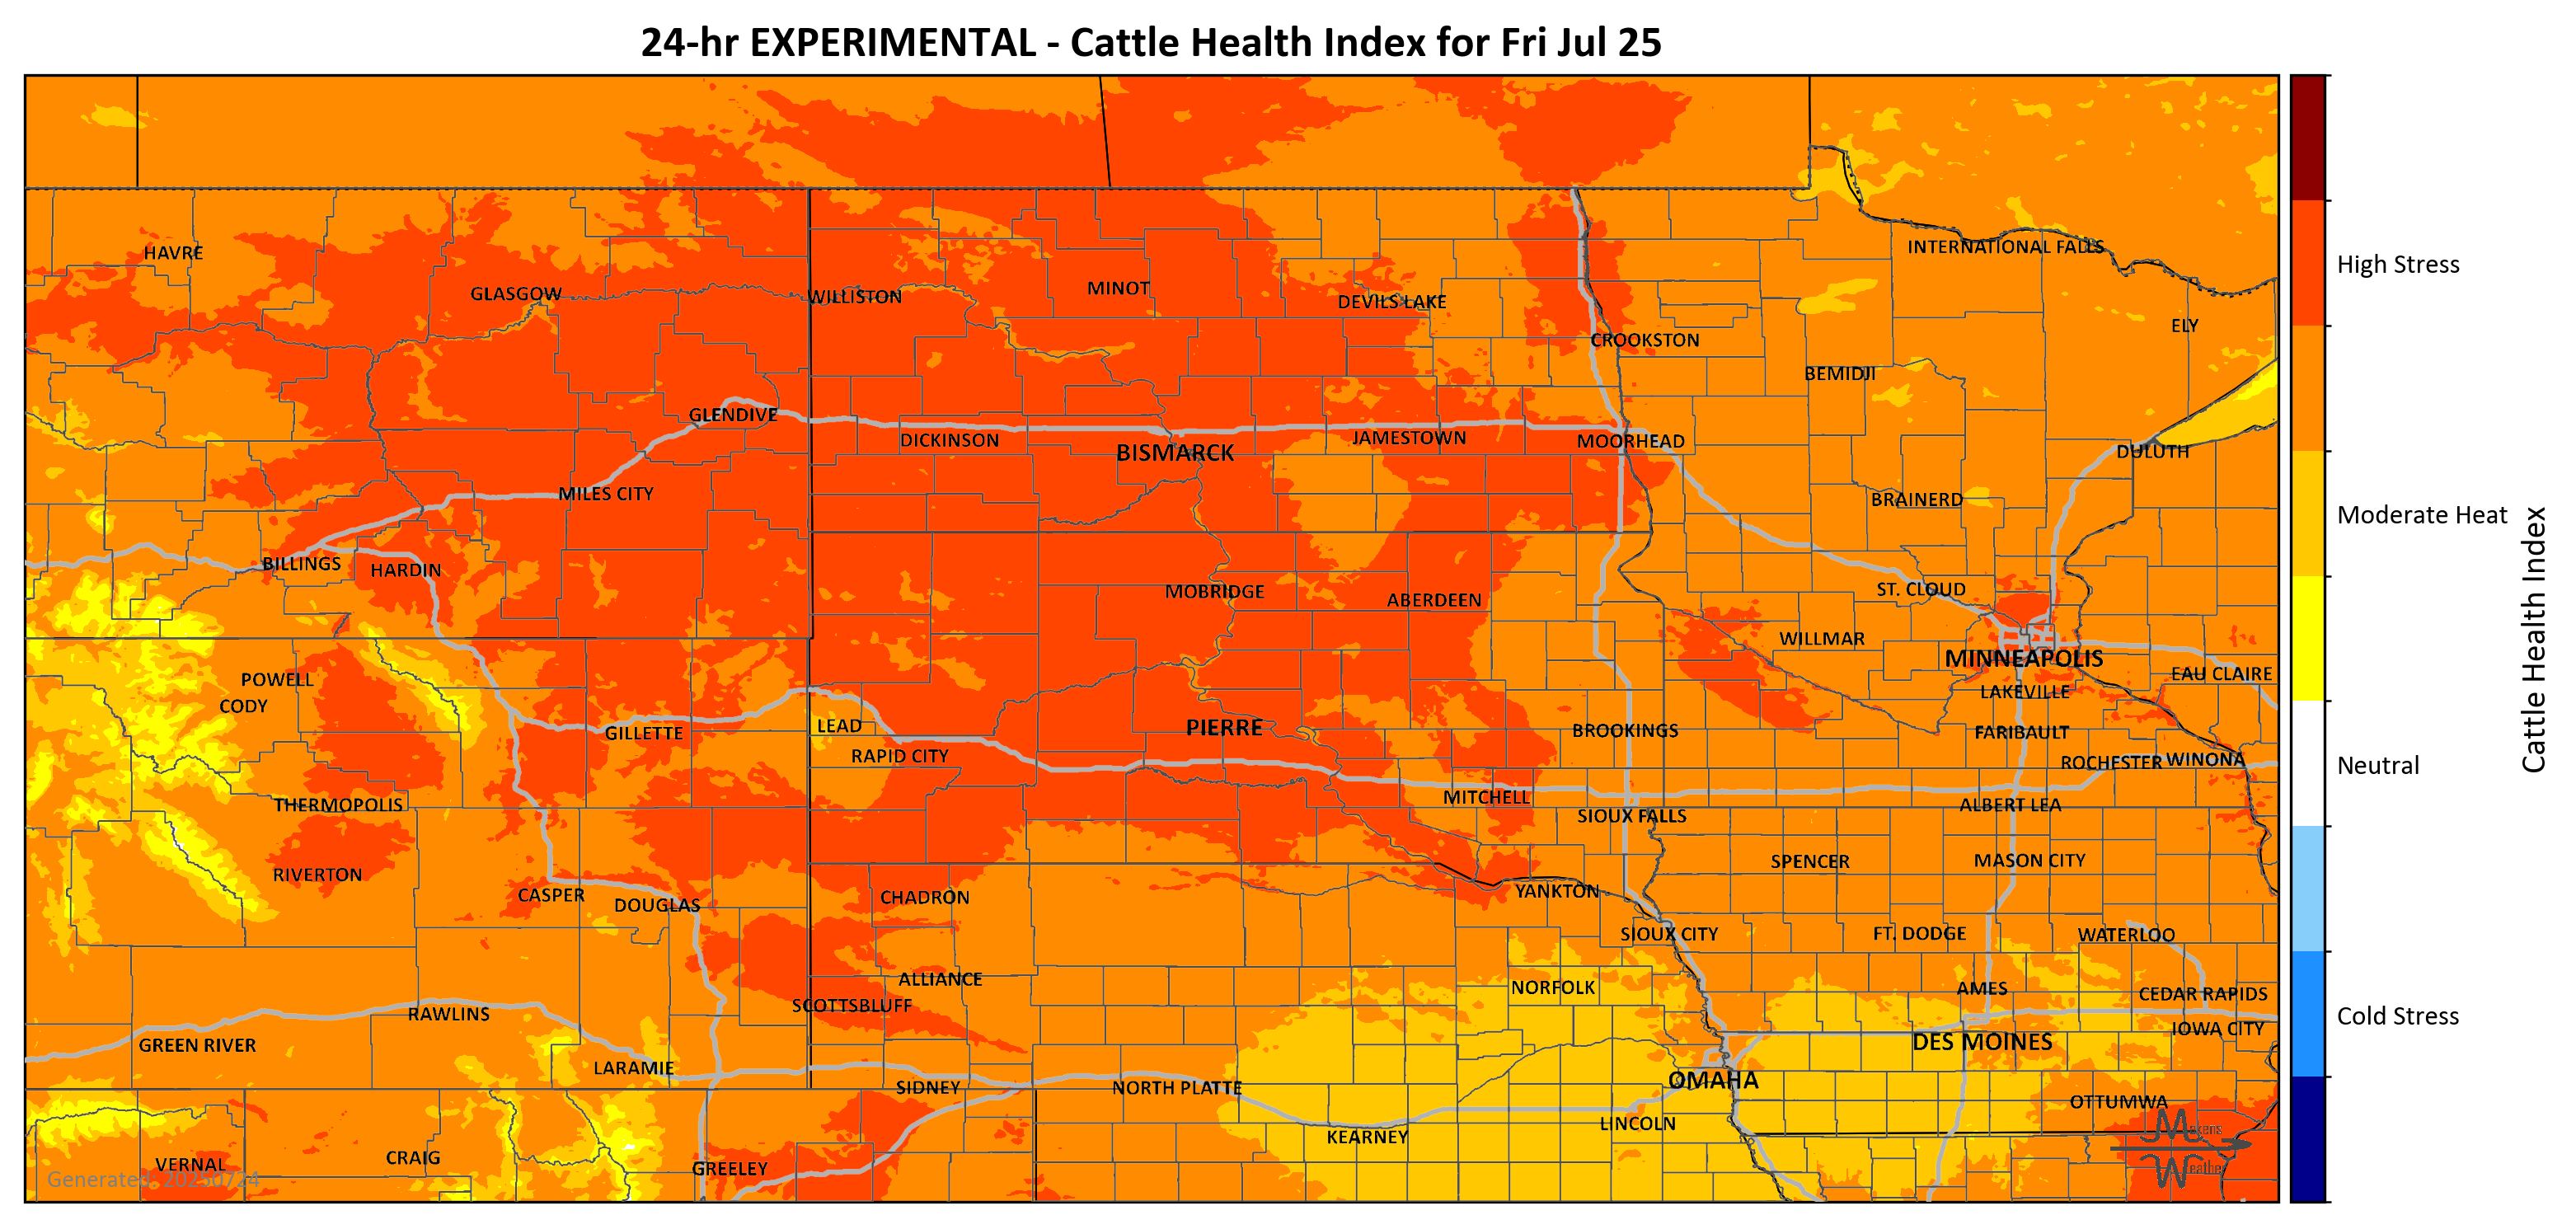 24-hr EXPERIMENTAL - Cattle Health Index for Fri Jul 25
HAVRE
INTERNATIONAL FALLS
GLASGOW
WILLISTON
MINOT
DEVILS LAKE
ELY
CROOKSTON
BEMIDJI
GLENDIVE
DICKINSON
BISMARCK
JAMESTOWN
MOORHEAD
DULUTH
MILES CITY
BRAINERD
BILLINGS
HARDIN
MOBRIDGE
ABERDEEN
ST. CLOUD
WILLMAR
MINNEAPOLIS
POWELL
EAU CLAIRE
CODY
LAKEVILLE
GILLETTE
LEAD
PIERRE
BROOKINGS
FARIBAULT
RAPID CITY
ROCHESTER
WINONA
THERMOPOLIS
MITCHELL
SIOUX FALLS
ALBERT LEA
RIVERTON
SPENCER
MASON CITY
CASPER
DOUGLAS
CHADRON
YANKTON
SIOUX CITY
FT. DODGE
WATERLOO
ALLIANCE
NORFOLK
AMES
CEDAR RAPIDS
SCOTTSBLUFF
RAWLINS
IOWA CITY
GREEN RIVER
DES MOINES
LARAMIE
SIDNEY
NORTH PLATTE
OMAHA
OTTUMWA
KEARNEY
LINCOLN
VERNAL
CRAIG
GREELEY
Generated: 20250724
Makens
Weather
High Stress
Moderate Heat
Neutral
Cold Stress
Cattle Health Index